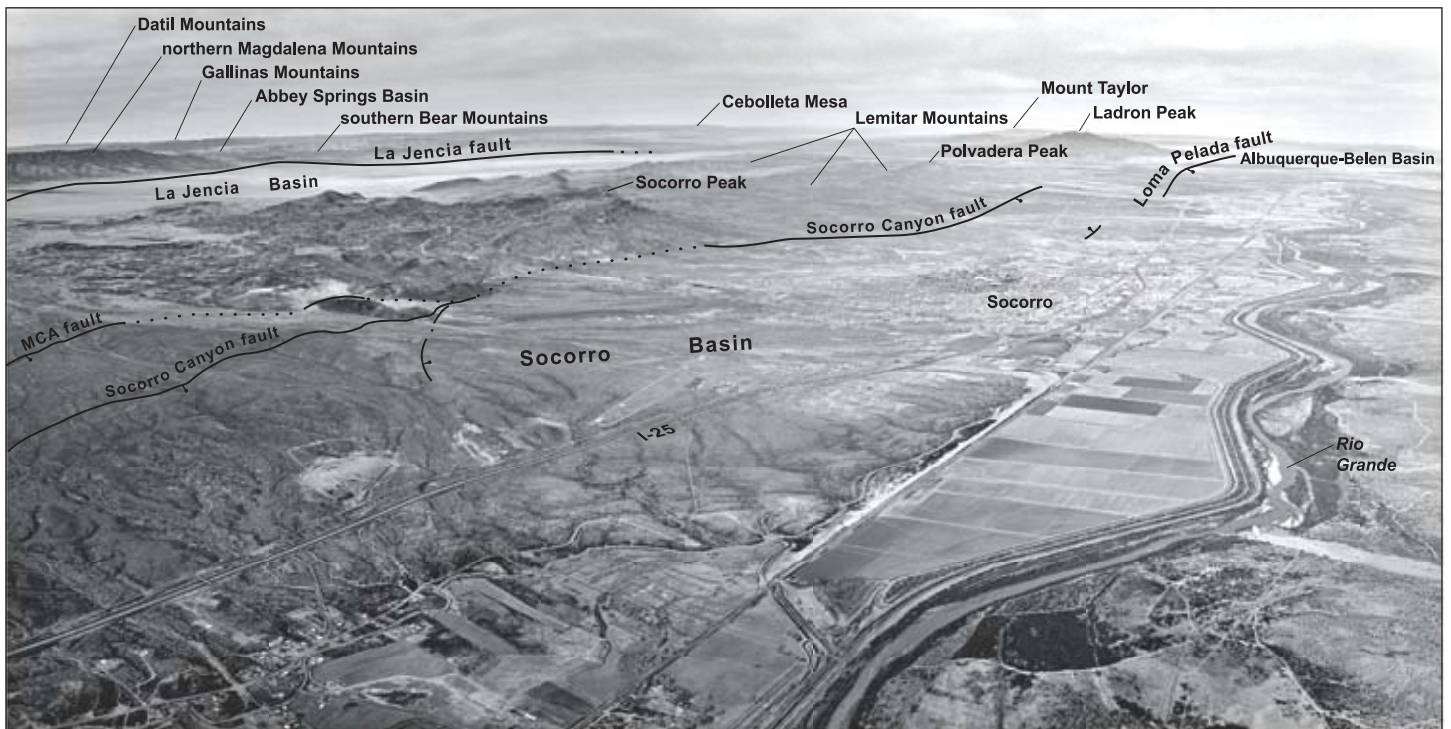 Datil Mountains
northern Magdalena Mountains
Gallinas Mountains
Abbey Springs Basin
southern Bear Mountains
Cebolleta Mesa
Mount Taylor
Lemitar Mountains
Ladron Peak
La Jencia fault
Polvadera Peak
Loma Pelada fault
Albuquerque-Belen Basin
La Jencia Basin
Socorro Peak
Socorro Canyon fault
Socorro
MCA fault
Socorro Canyon fault
Socorro Basin
I-25
Rio
Grande